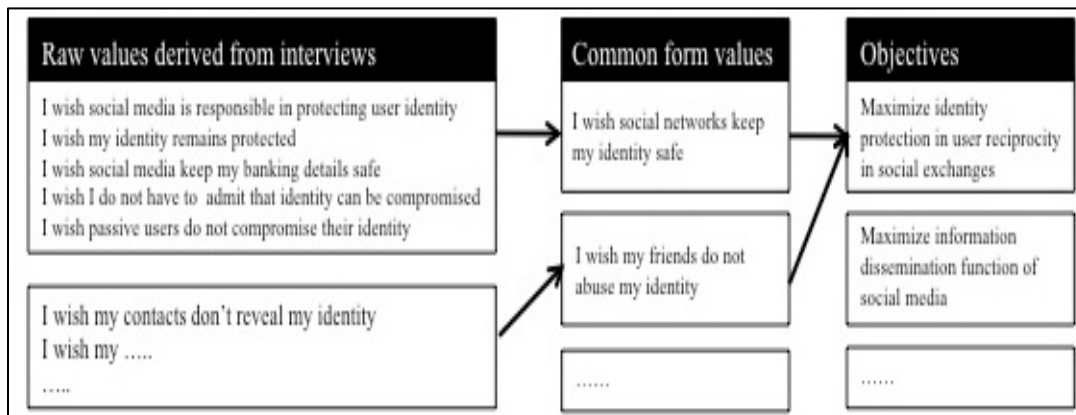 Raw values derived from interviews
I wish social media is responsible in protecting user identity
I wish my identity remains protected
I wish social media keep my banking details safe
I wish I do not have to admit that identity can be compromised
I wish passive users do not compromise their identity
I wish my contacts don't reveal my identity
I wish my .....
.....
Common form values
I wish social networks keep
my identity safe
I wish my friends do not
abuse my identity
......
Objectives
Maximize identity
protection in user reciprocity
in social exchanges
Maximize information
dissemination function of
social media
......